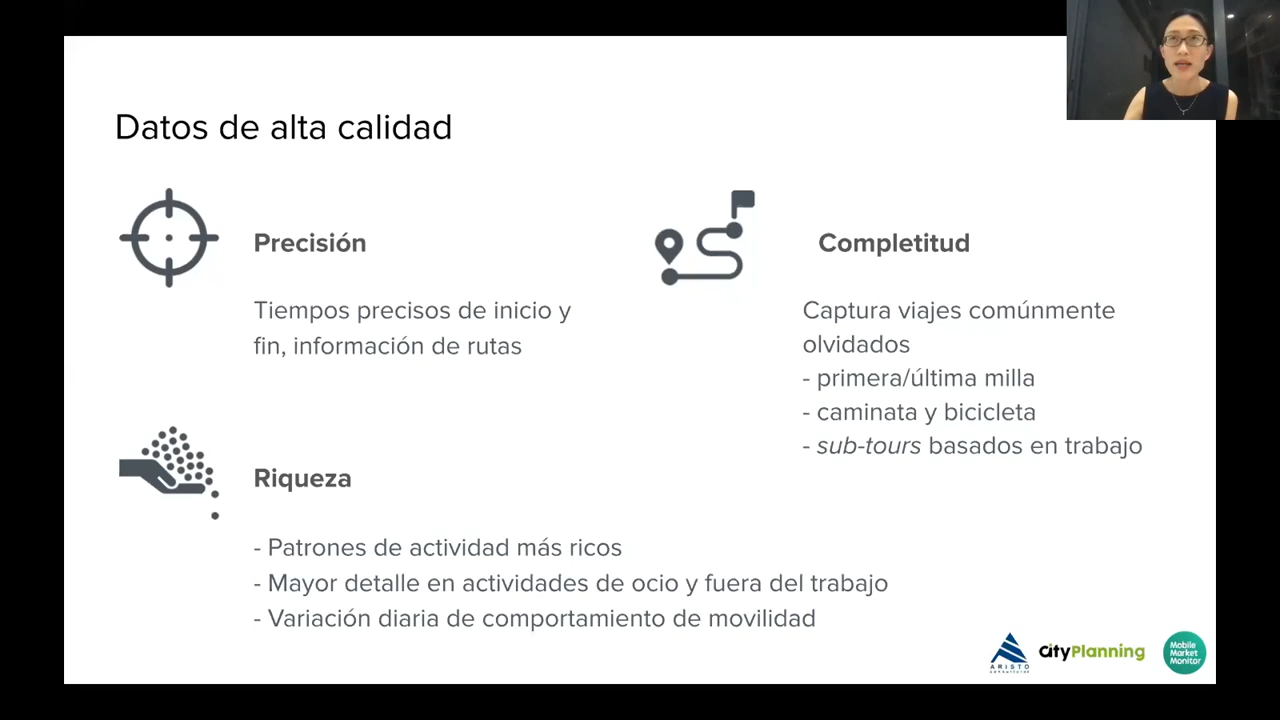 Datos de alta calidad
Precisión
Tiempos precisos de inicio y
fin, información de rutas
Completitud
Captura viajes comúnmente
olvidados
- primera/última milla
- caminata y bicicleta
- sub-tours basados en trabajo
Riqueza
- Patrones de actividad más ricos
- Mayor detalle en actividades de ocio y fuera del trabajo
- Variación diaria de comportamiento de movilidad
ARISTO
CityPlanning
Mobile
Market
Monitor